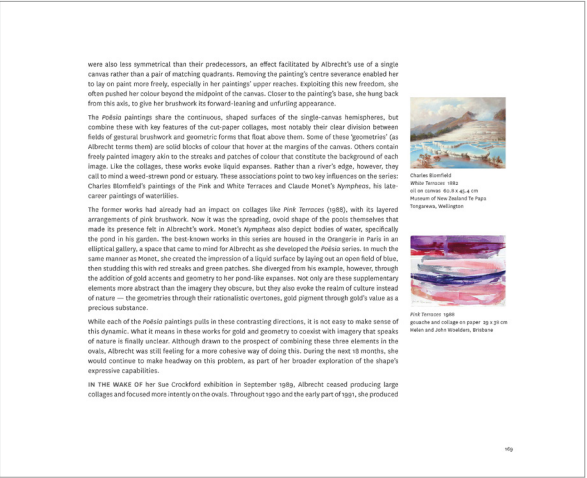 were also less symmetrical than their predecessors, an effect facilitated by Albrecht's use of a single
canvas rather than a pair of matching quadrants. Removing the painting's centre severance enabled her
to lay on paint more freely, especially in her paintings' upper reaches. Exploiting this new freedom, she
often pushed her colour beyond the midpoint of the canvas. Closer to the painting's base, she hung back
from this axis, to give her brushwork its forward-leaning and unfurling appearance.
The Poësia paintings share the continuous, shaped surfaces of the single-canvas hemispheres, but
combine these with key features of the cut-paper collages, most notably their clear division between
fields of gestural brushwork and geometric forms that float above them. Some of these 'geometries' (as
Albrecht terms them) are solid blocks of colour that hover at the margins of the canvas. Others contain
freely painted imagery akin to the streaks and patches of colour that constitute the background of each
image. Like the collages, these works evoke liquid expanses. Rather than a river's edge, however, they
call to mind a weed-strewn pond or estuary. These associations point to two key influences on the series:
Charles Blomfield's paintings of the Pink and White Terraces and Claude Monet's Nympheas, his late-
career paintings of waterlilies.
The former works had already had an impact on collages like Pink Terraces (1988), with its layered
arrangements of pink brushwork. Now it was the spreading, ovoid shape of the pools themselves that
made its presence felt in Albrecht's work. Monet's Nympheas also depict bodies of water, specifically
the pond in his garden. The best-known works in this series are housed in the Orangerie in Paris in an
elliptical gallery, a space that came to mind for Albrecht as she developed the Poësia series. In much the
same manner as Monet, she created the impression of a liquid surface by laying out an open field of blue,
then studding this with red streaks and green patches. She diverged from his example, however, through
the addition of gold accents and geometry to her pond-like expanses. Not only are these supplementary
elements more abstract than the imagery they obscure, but they also evoke the realm of culture instead
of nature — the geometries through their rationalistic overtones, gold pigment through gold's value as a
precious substance.
While each of the Poësia paintings pulls in these contrasting directions, it is not easy to make sense of
this dynamic. What it means in these works for gold and geometry to coexist with imagery that speaks
of nature is finally unclear. Although drawn to the prospect of combining these three elements in the
ovals, Albrecht was still feeling for a more cohesive way of doing this. During the next 18 months, she
would continue to make headway on this problem, as part of her broader exploration of the shape's
expressive capabilities.
IN THE WAKE OF her Sue Crockford exhibition in September 1989, Albrecht ceased producing large
collages and focused more intently on the ovals. Throughout 1990 and the early part of 1991, she produced
Charles Blomfield
White Terraces 1882
oil on canvas 60.8 x 45.4 cm
Museum of New Zealand Te Papa
Tongarewa, Wellington
Pink Terraces 1988
gouache and collage on paper 29 x 38 cm
Helen and John Woelders, Brisbane
169